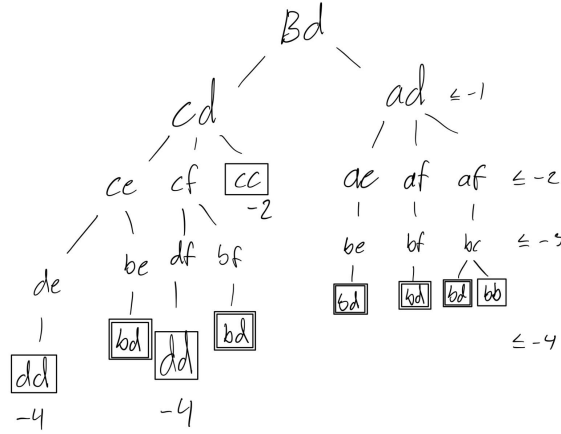 Bd
cd ad ≤ -1
ce cf cc ae af af ≤ -2
-2
be bf bc ≤ -3
de be df bf
bd bd bd bb
bd dd bd
dd
≤ -4
-4 -4